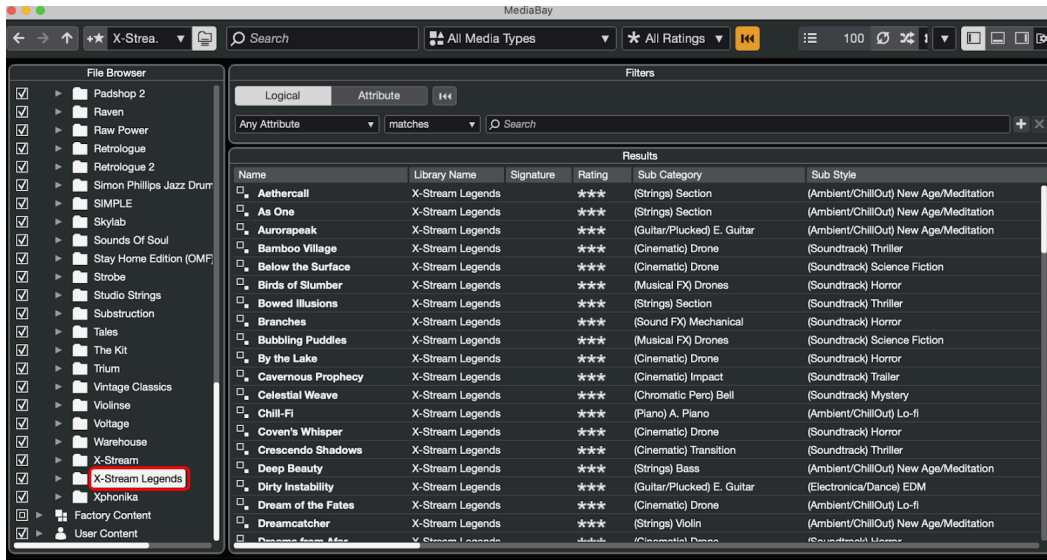 MediaBay
X-Strea. Search All Media Types All Ratings 100
File Browser
Padshop 2
Raven
Raw Power
Retrologue
Retrologue 2
Simon Phillips Jazz Drum
SIMPLE
Skylab
Sounds Of Soul
Stay Home Edition (OMF)
Strobe
Studio Strings
Substruction
Tales
The Kit
Trium
Vintage Classics
Violinse
Voltage
Warehouse
X-Stream
X-Stream Legends
Xphonika
Factory Content
User Content
Filters
Logical Attribute
Any Attribute matches Search
Results
Name Library Name Signature Rating Sub Category Sub Style
Aethercall X-Stream Legends *** (Strings) Section (Ambient/ChillOut) New Age/Meditation
As One X-Stream Legends *** (Strings) Section (Ambient/ChillOut) New Age/Meditation
Aurorapeak X-Stream Legends *** (Guitar/Plucked) E. Guitar (Ambient/ChillOut) New Age/Meditation
Bamboo Village X-Stream Legends *** (Cinematic) Drone (Soundtrack) Thriller
Below the Surface X-Stream Legends *** (Cinematic) Drone (Soundtrack) Science Fiction
Birds of Slumber X-Stream Legends *** (Musical FX) Drones (Soundtrack) Horror
Bowed Illusions X-Stream Legends *** (Strings) Section (Soundtrack) Thriller
Branches X-Stream Legends *** (Sound FX) Mechanical (Soundtrack) Horror
Bubbling Puddles X-Stream Legends *** (Musical FX) Drones (Soundtrack) Science Fiction
By the Lake X-Stream Legends *** (Cinematic) Drone (Soundtrack) Horror
Cavernous Prophecy X-Stream Legends *** (Cinematic) Impact (Soundtrack) Trailer
Celestial Weave X-Stream Legends *** (Chromatic Perc) Bell (Soundtrack) Mystery
Chill-Fi X-Stream Legends *** (Piano) A. Piano (Ambient/ChillOut) Lo-fi
Coven's Whisper X-Stream Legends *** (Cinematic) Drone (Soundtrack) Horror
Crescendo Shadows X-Stream Legends *** (Cinematic) Transition (Soundtrack) Thriller
Deep Beauty X-Stream Legends *** (Strings) Bass (Ambient/ChillOut) New Age/Meditation
Dirty Instability X-Stream Legends *** (Guitar/Plucked) E. Guitar (Electronica/Dance) EDM
Dream of the Fates X-Stream Legends *** (Cinematic) Drone (Ambient/ChillOut) Lo-fi
Dreamcatcher X-Stream Legends *** (Strings) Violin (Ambient/ChillOut) New Age/Meditation
Dreams from Afar X-Stream Legends *** (Cinematic) Drone (Soundtrack) Horror